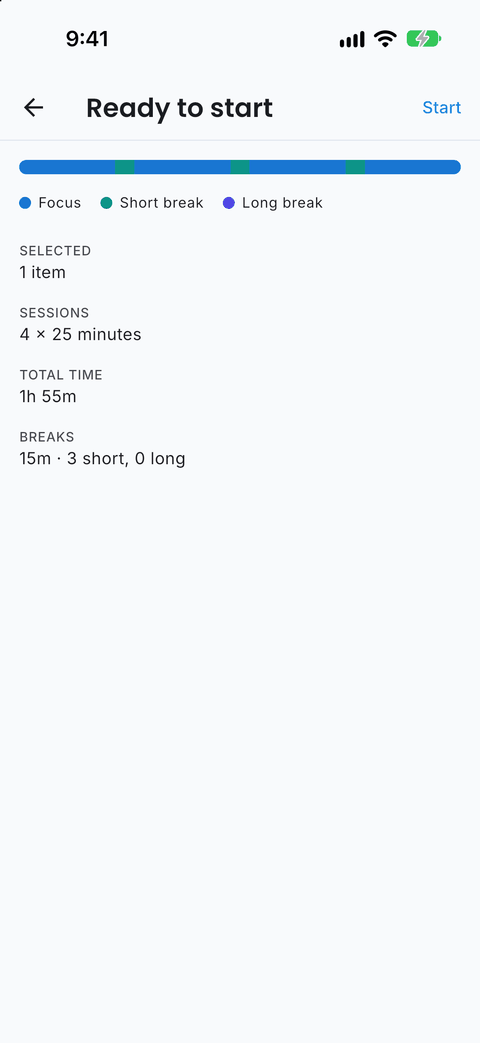 9:41
Ready to start
Start
Focus
Short break
Long break
SELECTED
1 item
SESSIONS
4 × 25 minutes
TOTAL TIME
1h 55m
BREAKS
15m · 3 short, 0 long